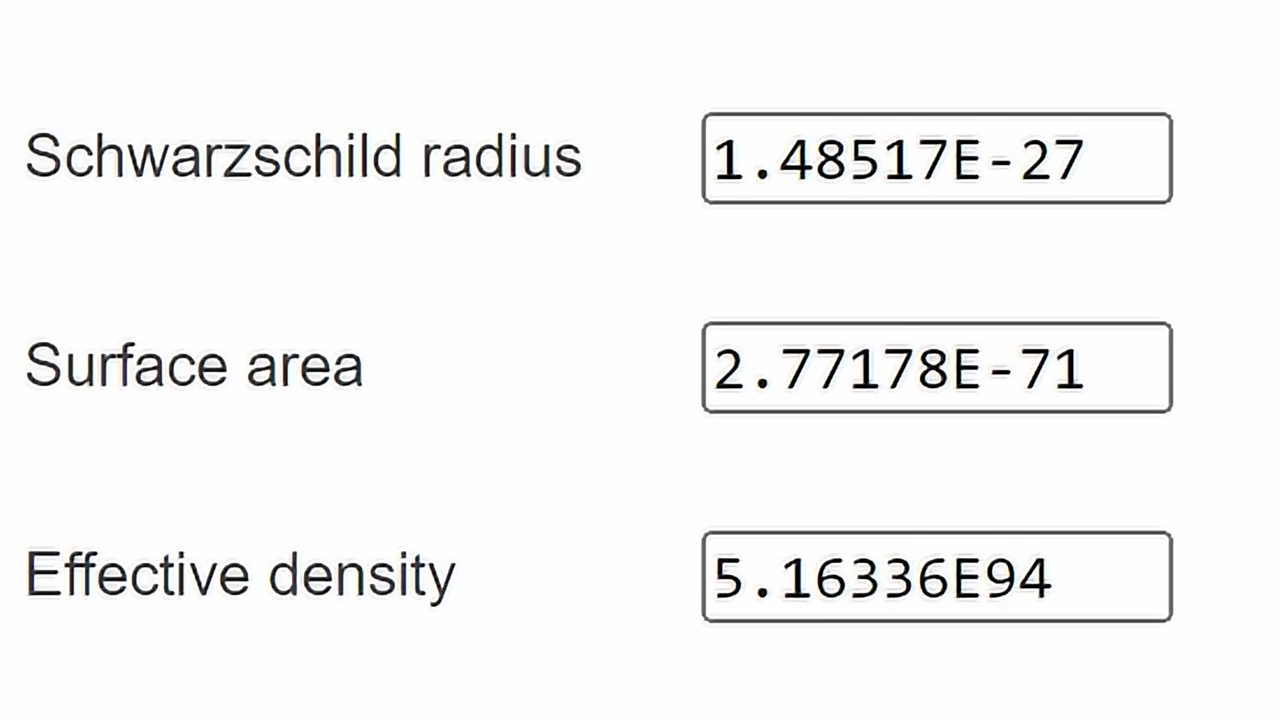 Schwarzschild radius 1.48517E-27
Surface area 2.77178E-71
Effective density 5.16336E94